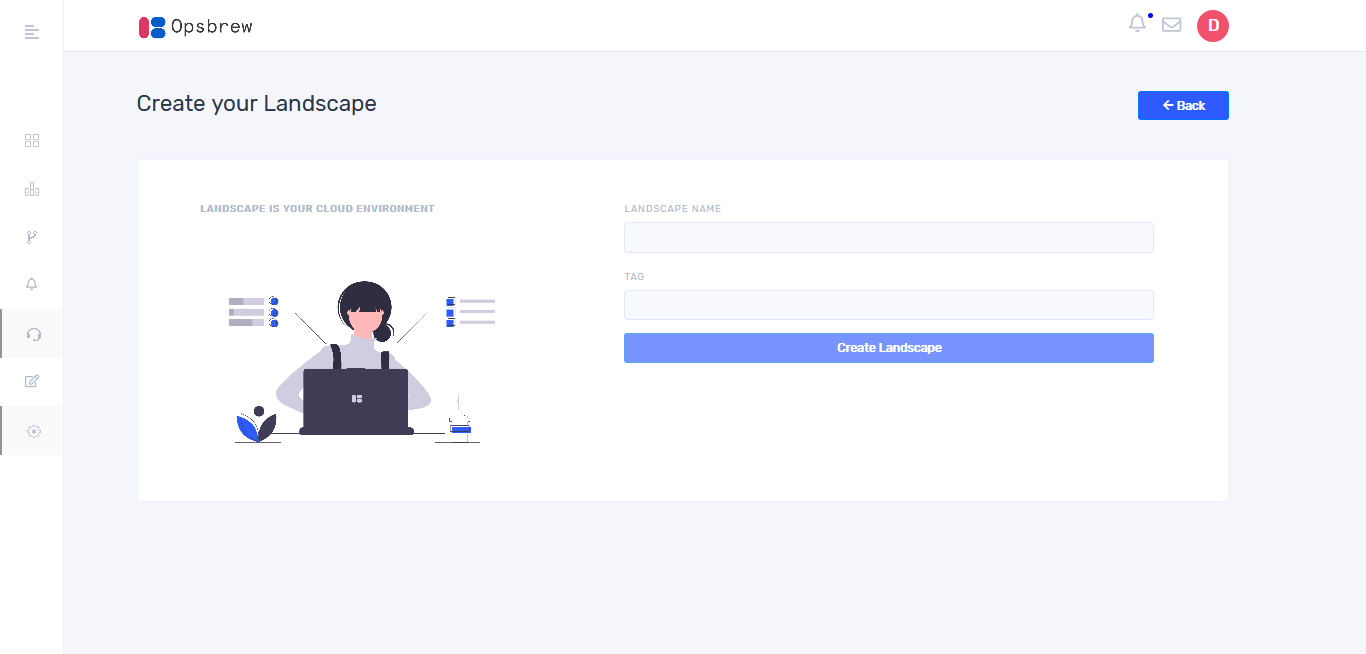 Opsbrew
D
Create your Landscape
Back
LANDSCAPE IS YOUR CLOUD ENVIRONMENT
LANDSCAPE NAME
TAG
Create Landscape